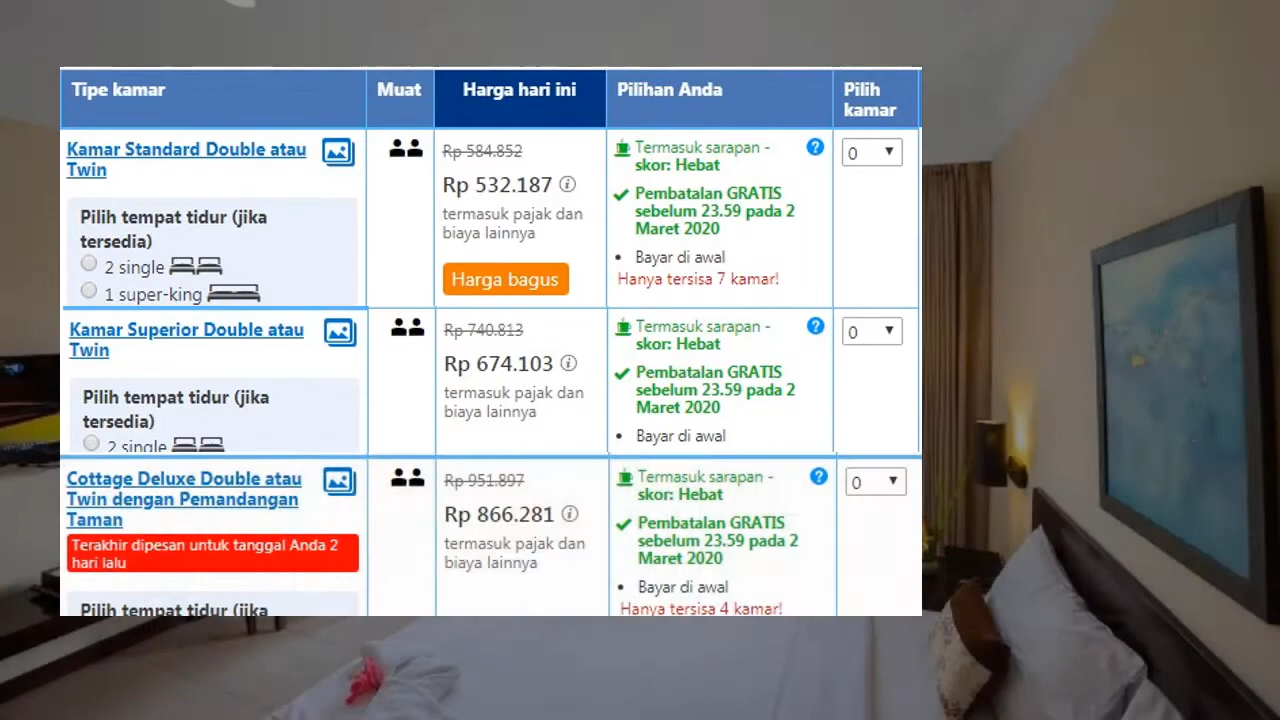 Tipe kamar
Muat
Harga hari ini
Pilihan Anda
Pilih
kamar
Kamar Standard Double atau
Twin
Pilih tempat tidur (jika
tersedia)
2 single
1 super-king
Rp 584.852
Rp 532.187
termasuk pajak dan
biaya lainnya
Harga bagus
Termasuk sarapan -
skor: Hebat
Pembatalan GRATIS
sebelum 23.59 pada 2
Maret 2020
• Bayar di awal
Hanya tersisa 7 kamar!
0
Kamar Superior Double atau
Twin
Pilih tempat tidur (jika
tersedia)
2 single
Rp 740.813
Rp 674.103
termasuk pajak dan
biaya lainnya
Termasuk sarapan -
skor: Hebat
Pembatalan GRATIS
sebelum 23.59 pada 2
Maret 2020
• Bayar di awal
0
Cottage Deluxe Double atau
Twin dengan Pemandangan
Taman
Terakhir dipesan untuk tanggal Anda 2
hari lalu
Pilih tempat tidur (jika
Rp 951.897
Rp 866.281
termasuk pajak dan
biaya lainnya
Termasuk sarapan -
skor: Hebat
Pembatalan GRATIS
sebelum 23.59 pada 2
Maret 2020
• Bayar di awal
Hanya tersisa 4 kamar!
0